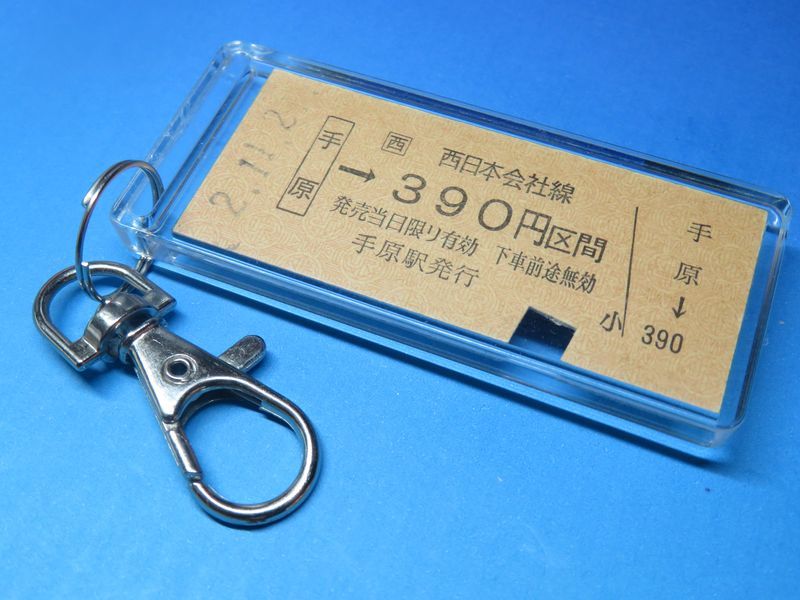 2.11.2
西 西日本会社線
手原 → 390円区間
発売当日限リ有効 下車前途無効
手原駅発行
手原
↓
小 390